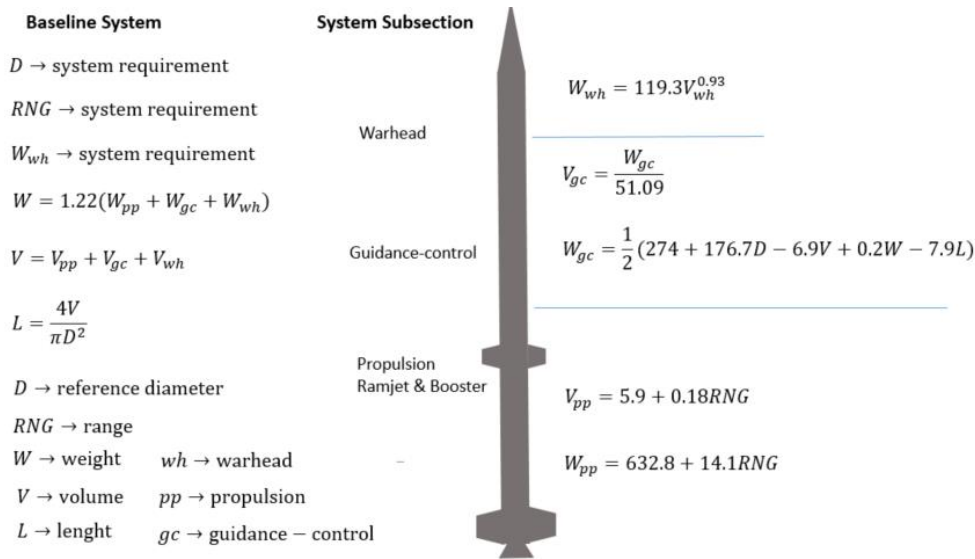 Baseline System
D → system requirement
RNG → system requirement
W_wh → system requirement
W = 1.22(W_pp + W_gc + W_wh)
V = V_pp + V_gc + V_wh
L = 4V / πD²
D → reference diameter
RNG → range
W → weight wh → warhead
V → volume pp → propulsion
L → lenght gc → guidance − control
System Subsection
Warhead
Guidance-control
Propulsion
Ramjet & Booster
–
W_wh = 119.3V_wh^0.93
V_gc = W_gc / 51.09
W_gc = 1/2 (274 + 176.7D − 6.9V + 0.2W − 7.9L)
V_pp = 5.9 + 0.18RNG
W_pp = 632.8 + 14.1RNG